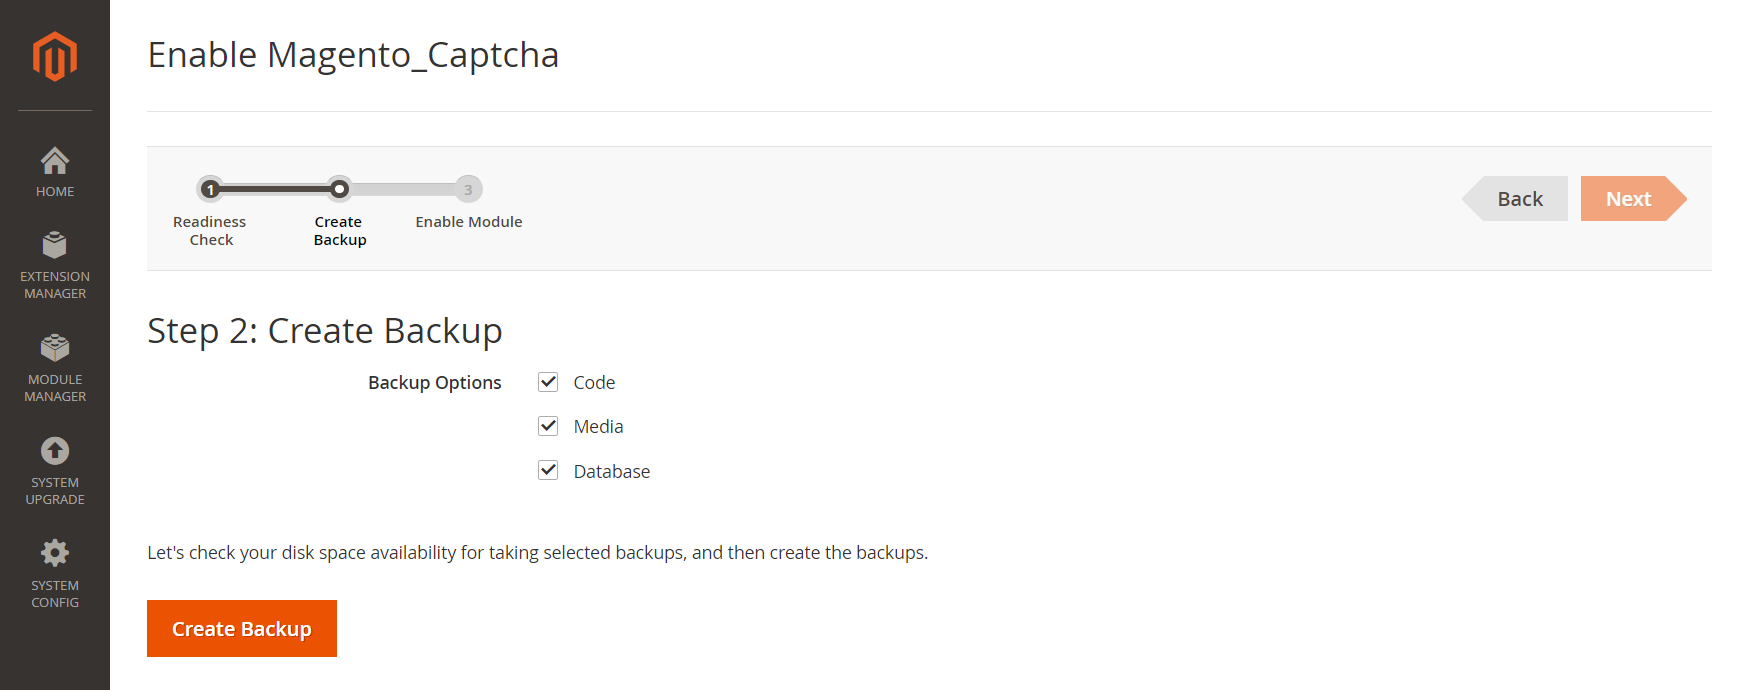 Enable Magento_Captcha
HOME
EXTENSION
MANAGER
MODULE
MANAGER
SYSTEM
UPGRADE
SYSTEM
CONFIG
1
3
Readiness
Check
Create
Backup
Enable Module
Back
Next
Step 2: Create Backup
Backup Options
Code
Media
Database
Let's check your disk space availability for taking selected backups, and then create the backups.
Create Backup